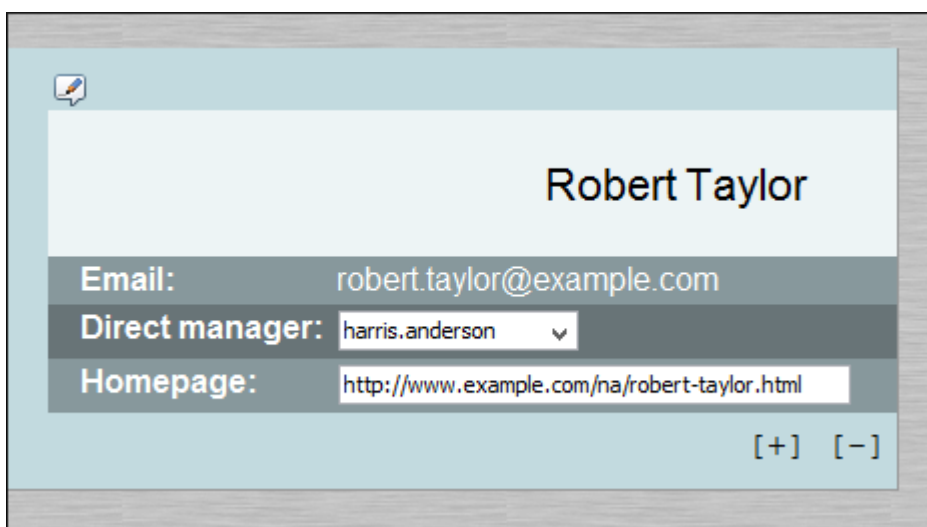 Robert Taylor
Email: robert.taylor@example.com
Direct manager: harris.anderson
Homepage: http://www.example.com/na/robert-taylor.html
[+] [-]